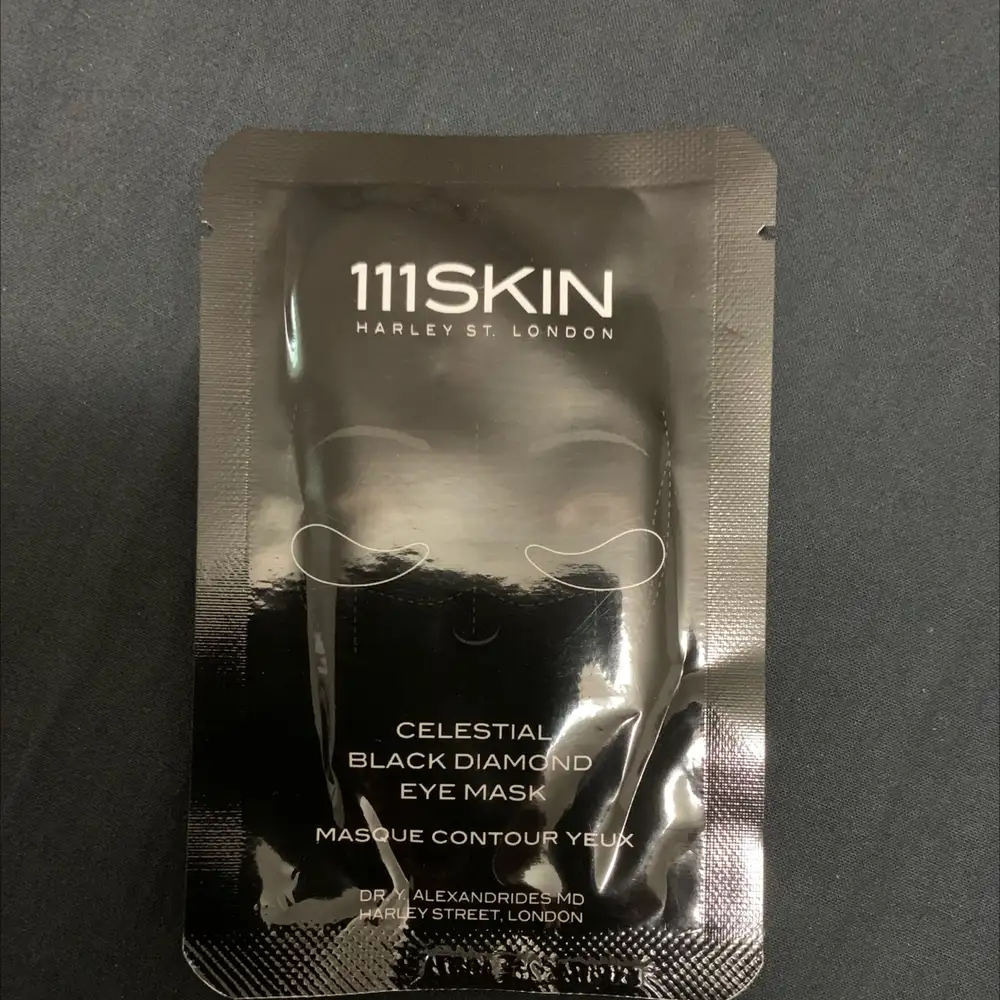 111SKIN
HARLEY ST. LONDON
CELESTIAL
BLACK DIAMOND
EYE MASK
MASQUE CONTOUR YEUX
DR. Y. ALEXANDRIDES MD
HARLEY STREET, LONDON